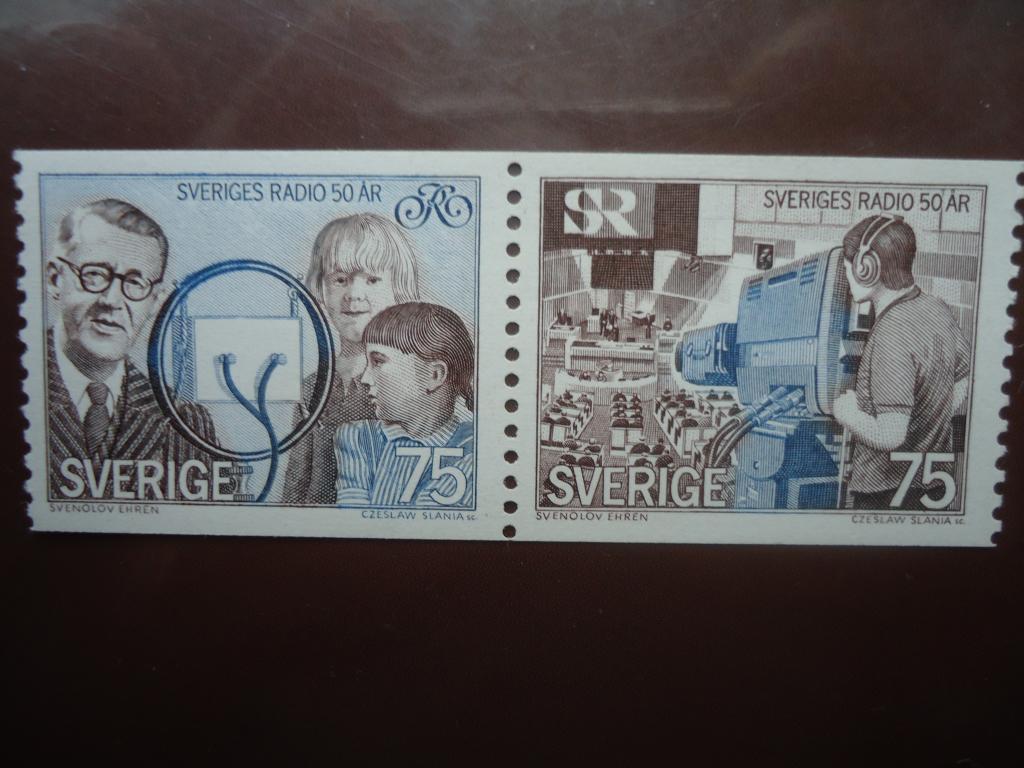 SVERIGES RADIO 50 ÅR
SVERIGE 75
SVENOLOV EHRÉN CZESLAW SLANIA sc.
SR
SVERIGES RADIO 50 ÅR
SVERIGE 75
SVENOLOV EHRÉN CZESLAW SLANIA sc.